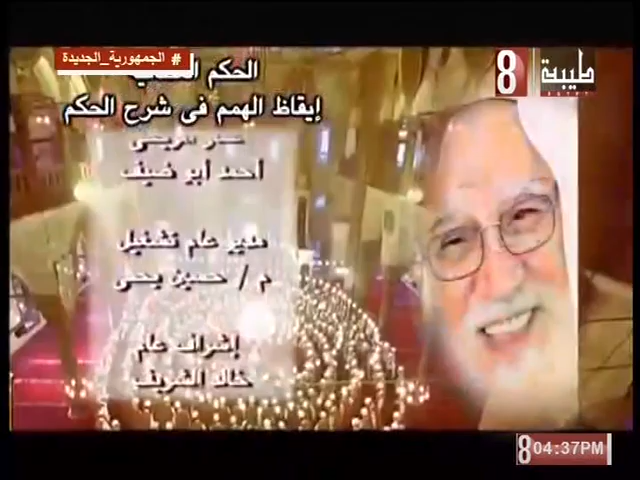 # الجمهورية_الجديدة
8 طيبة
الحكم
إيقاظ الهمم فى شرح الحكم
أحمد أبو ضيف
مدير عام تشغيل
م / حسين يحيى
إشراف عام
خالد الشريف
8 04:37PM